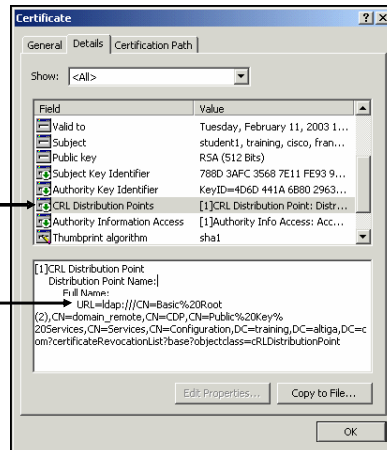 Certificate
General Details Certification Path
Show: <All>
Field Value
Valid to Tuesday, February 11, 2003 1...
Subject student1, training, cisco, fran...
Public key RSA (512 Bits)
Subject Key Identifier 788D 3AFC 3568 7E11 FE93 9...
Authority Key Identifier KeyID=4D6D 441A 6B80 2963...
CRL Distribution Points [1]CRL Distribution Point: Distr...
Authority Information Access [1]Authority Info Access: Acc...
Thumbprint algorithm sha1
[1]CRL Distribution Point
Distribution Point Name:
Full Name:
URL=ldap:///CN=Basic%20Root
(2),CN=domain_remote,CN=CDP,CN=Public%20Key%
20Services,CN=Services,CN=Configuration,DC=training,DC=altiga,DC=c
om?certificateRevocationList?base?objectclass=cRLDistributionPoint
Edit Properties... Copy to File...
OK